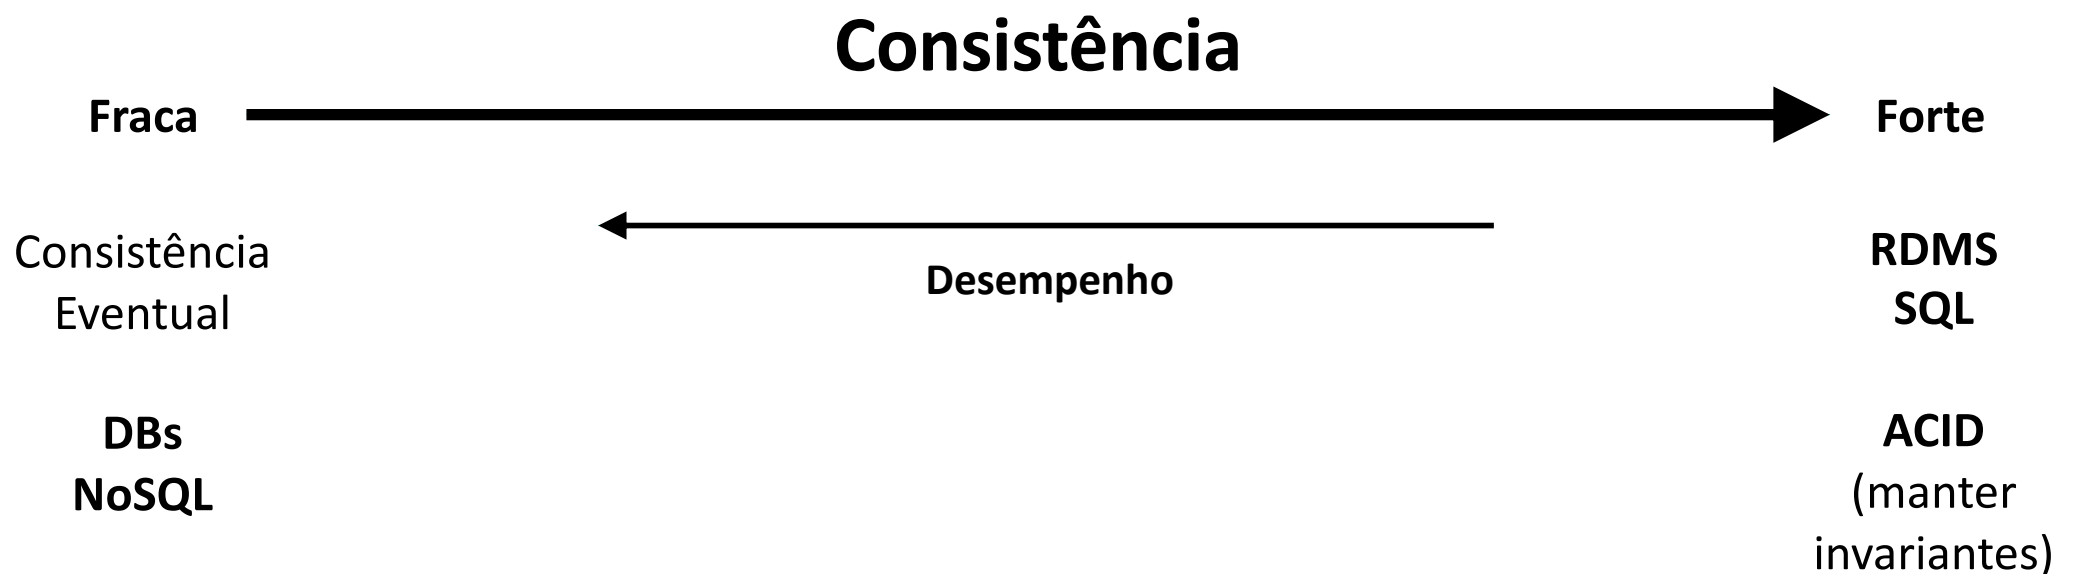 Consistência
Fraca
Forte
Consistência
Eventual
Desempenho
RDMS
SQL
DBs
NoSQL
ACID
(manter
invariantes)